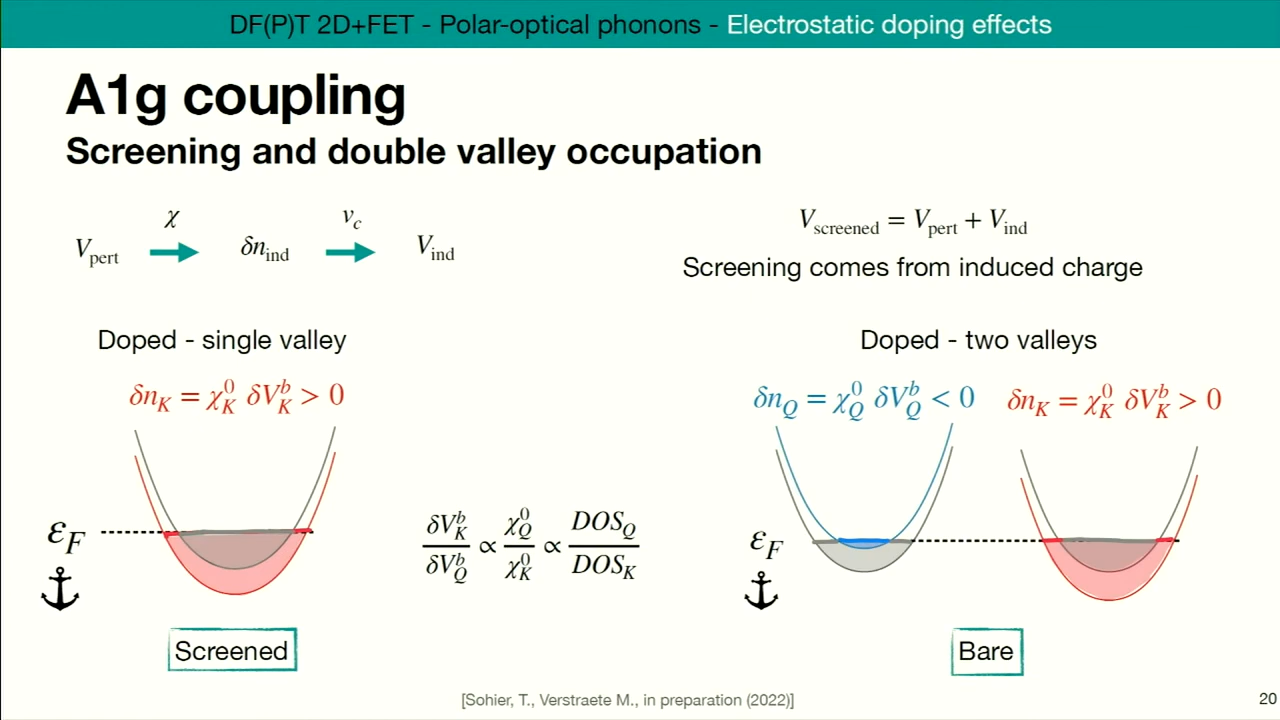 DF(P)T 2D+FET - Polar-optical phonons - Electrostatic doping effects
A1g coupling
Screening and double valley occupation
V_pert →χ δn_ind →v_c V_ind
V_screened = V_pert + V_ind
Screening comes from induced charge
Doped - single valley
δn_K = χ_K^0 δV_K^b > 0
ε_F
Screened
δV_K^b / δV_Q^b ∝ χ_Q^0 / χ_K^0 ∝ DOS_Q / DOS_K
Doped - two valleys
δn_Q = χ_Q^0 δV_Q^b < 0
δn_K = χ_K^0 δV_K^b > 0
ε_F
Bare
[Sohier, T., Verstraete M., in preparation (2022)]
20